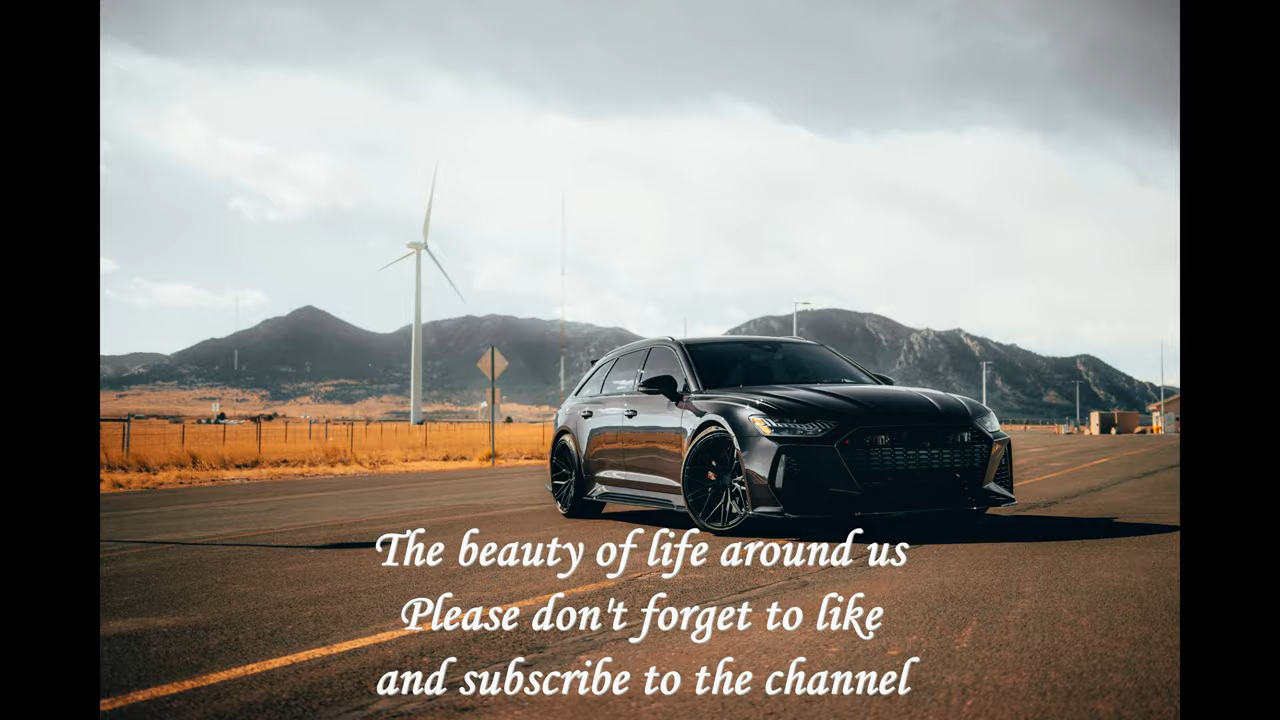 The beauty of life around us
Please don't forget to like
and subscribe to the channel